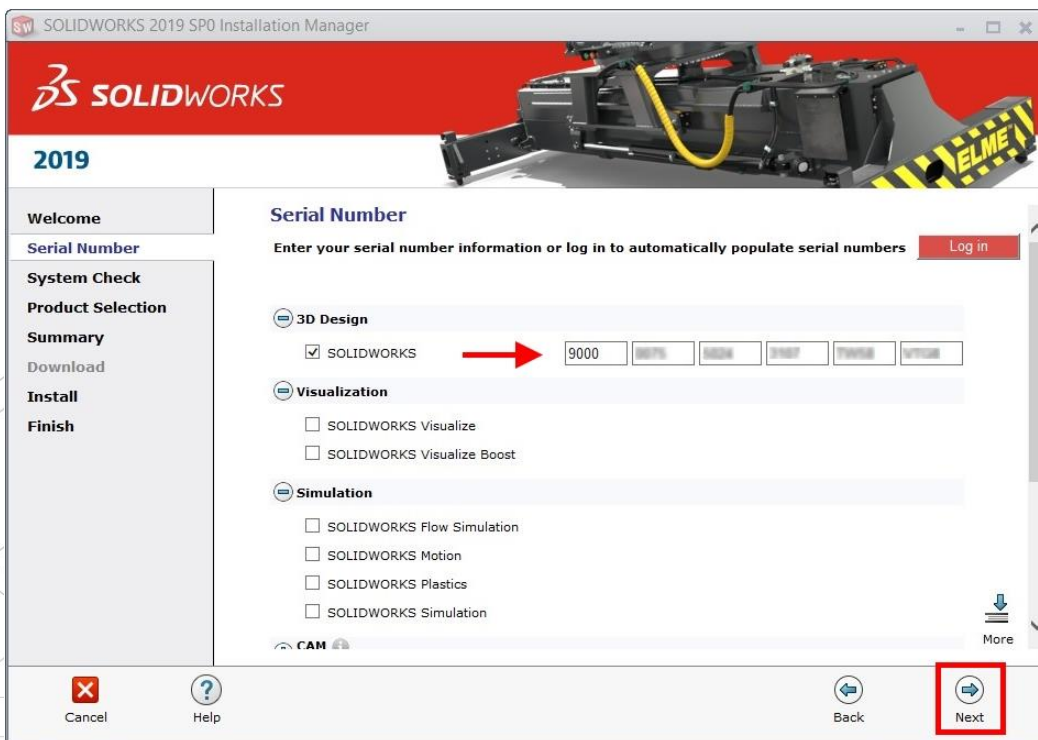 SOLIDWORKS 2019 SP0 Installation Manager
SOLIDWORKS
2019
ELME
Welcome
Serial Number
System Check
Product Selection
Summary
Download
Install
Finish
Serial Number
Enter your serial number information or log in to automatically populate serial numbers Log in
3D Design
SOLIDWORKS 9000
Visualization
SOLIDWORKS Visualize
SOLIDWORKS Visualize Boost
Simulation
SOLIDWORKS Flow Simulation
SOLIDWORKS Motion
SOLIDWORKS Plastics
SOLIDWORKS Simulation
CAM
More
Cancel Help Back Next